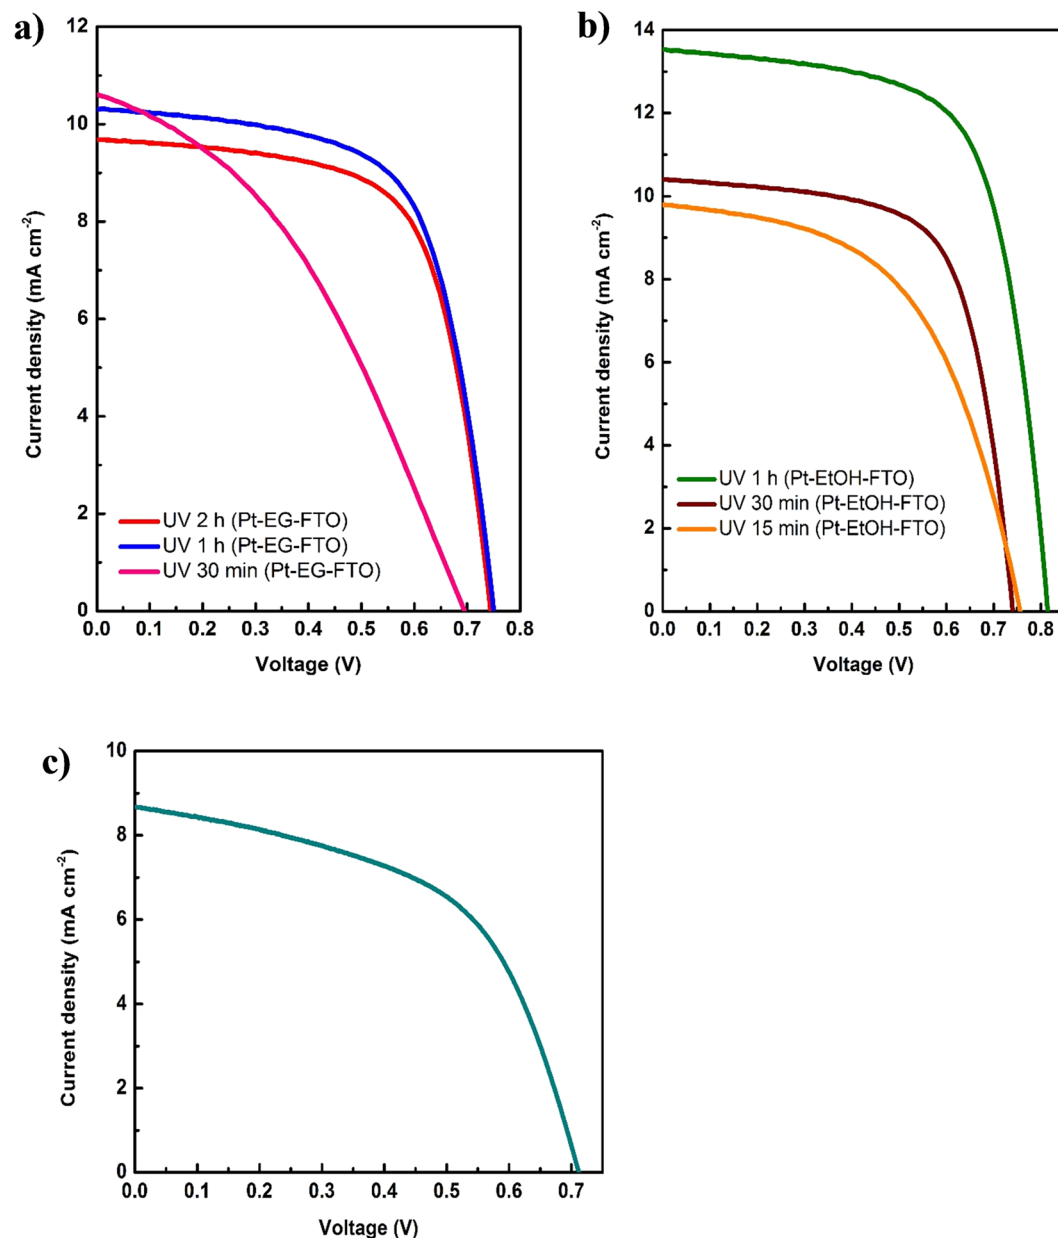 a)
12
10
8
6
4
2
0
Current density (mA cm-2)
UV 2 h (Pt-EG-FTO)
UV 1 h (Pt-EG-FTO)
UV 30 min (Pt-EG-FTO)
0.0 0.1 0.2 0.3 0.4 0.5 0.6 0.7 0.8
Voltage (V)
b)
14
12
10
8
6
4
2
0
Current density (mA cm-2)
UV 1 h (Pt-EtOH-FTO)
UV 30 min (Pt-EtOH-FTO)
UV 15 min (Pt-EtOH-FTO)
0.0 0.1 0.2 0.3 0.4 0.5 0.6 0.7 0.8
Voltage (V)
c)
10
8
6
4
2
0
Current density (mA cm-2)
0.0 0.1 0.2 0.3 0.4 0.5 0.6 0.7
Voltage (V)